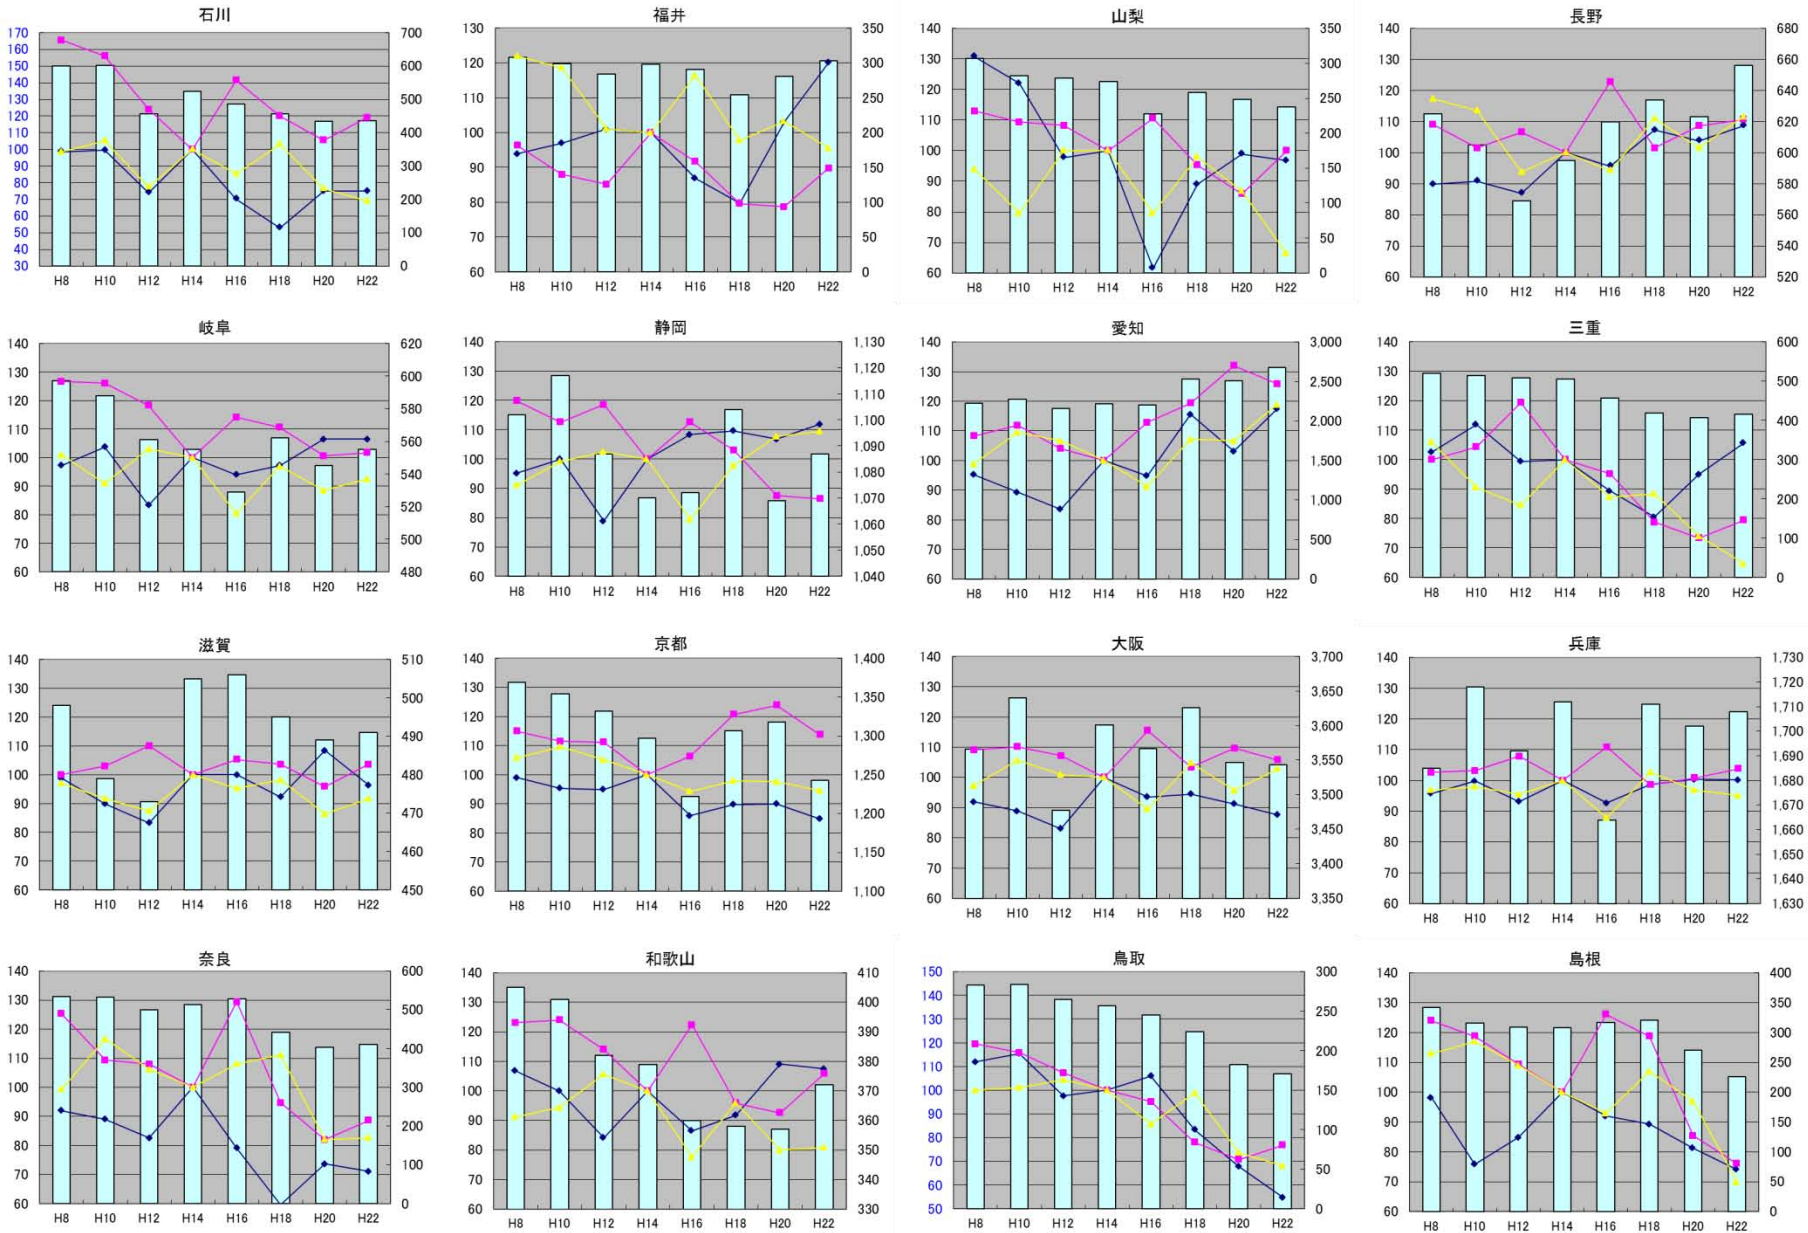 石川
170 160 150 140 130 120 110 100 90 80 70 60 50 40 30
700 600 500 400 300 200 100 0
H8 H10 H12 H14 H16 H18 H20 H22
福井
130 120 110 100 90 80 70 60
350 300 250 200 150 100 50 0
H8 H10 H12 H14 H16 H18 H20 H22
山梨
140 130 120 110 100 90 80 70 60
350 300 250 200 150 100 50 0
H8 H10 H12 H14 H16 H18 H20 H22
長野
140 130 120 110 100 90 80 70 60
680 660 640 620 600 580 560 540 520
H8 H10 H12 H14 H16 H18 H20 H22
岐阜
140 130 120 110 100 90 80 70 60
620 600 580 560 540 520 500 480
H8 H10 H12 H14 H16 H18 H20 H22
静岡
140 130 120 110 100 90 80 70 60
1,130 1,120 1,110 1,100 1,090 1,080 1,070 1,060 1,050 1,040
H8 H10 H12 H14 H16 H18 H20 H22
愛知
140 130 120 110 100 90 80 70 60
3,000 2,500 2,000 1,500 1,000 500 0
H8 H10 H12 H14 H16 H18 H20 H22
三重
140 130 120 110 100 90 80 70 60
600 500 400 300 200 100 0
H8 H10 H12 H14 H16 H18 H20 H22
滋賀
140 130 120 110 100 90 80 70 60
510 500 490 480 470 460 450
H8 H10 H12 H14 H16 H18 H20 H22
京都
140 130 120 110 100 90 80 70 60
1,400 1,350 1,300 1,250 1,200 1,150 1,100
H8 H10 H12 H14 H16 H18 H20 H22
大阪
140 130 120 110 100 90 80 70 60
3,700 3,650 3,600 3,550 3,500 3,450 3,400 3,350
H8 H10 H12 H14 H16 H18 H20 H22
兵庫
140 130 120 110 100 90 80 70 60
1,730 1,720 1,710 1,700 1,690 1,680 1,670 1,660 1,650 1,640 1,630
H8 H10 H12 H14 H16 H18 H20 H22
奈良
140 130 120 110 100 90 80 70 60
600 500 400 300 200 100 0
H8 H10 H12 H14 H16 H18 H20 H22
和歌山
140 130 120 110 100 90 80 70 60
410 400 390 380 370 360 350 340 330
H8 H10 H12 H14 H16 H18 H20 H22
鳥取
150 140 130 120 110 100 90 80 70 60 50
300 250 200 150 100 50 0
H8 H10 H12 H14 H16 H18 H20 H22
島根
140 130 120 110 100 90 80 70 60
400 350 300 250 200 150 100 50 0
H8 H10 H12 H14 H16 H18 H20 H22